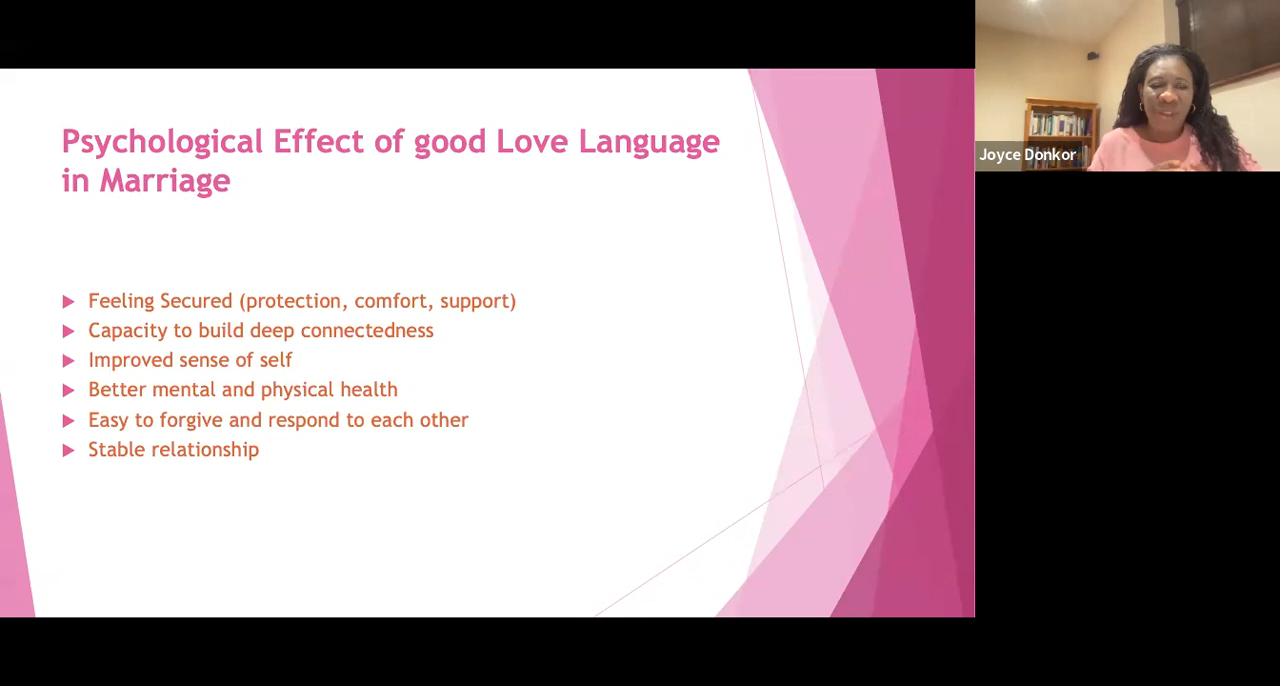 Psychological Effect of good Love Language
in Marriage
Feeling Secured (protection, comfort, support)
Capacity to build deep connectedness
Improved sense of self
Better mental and physical health
Easy to forgive and respond to each other
Stable relationship
Joyce Donkor